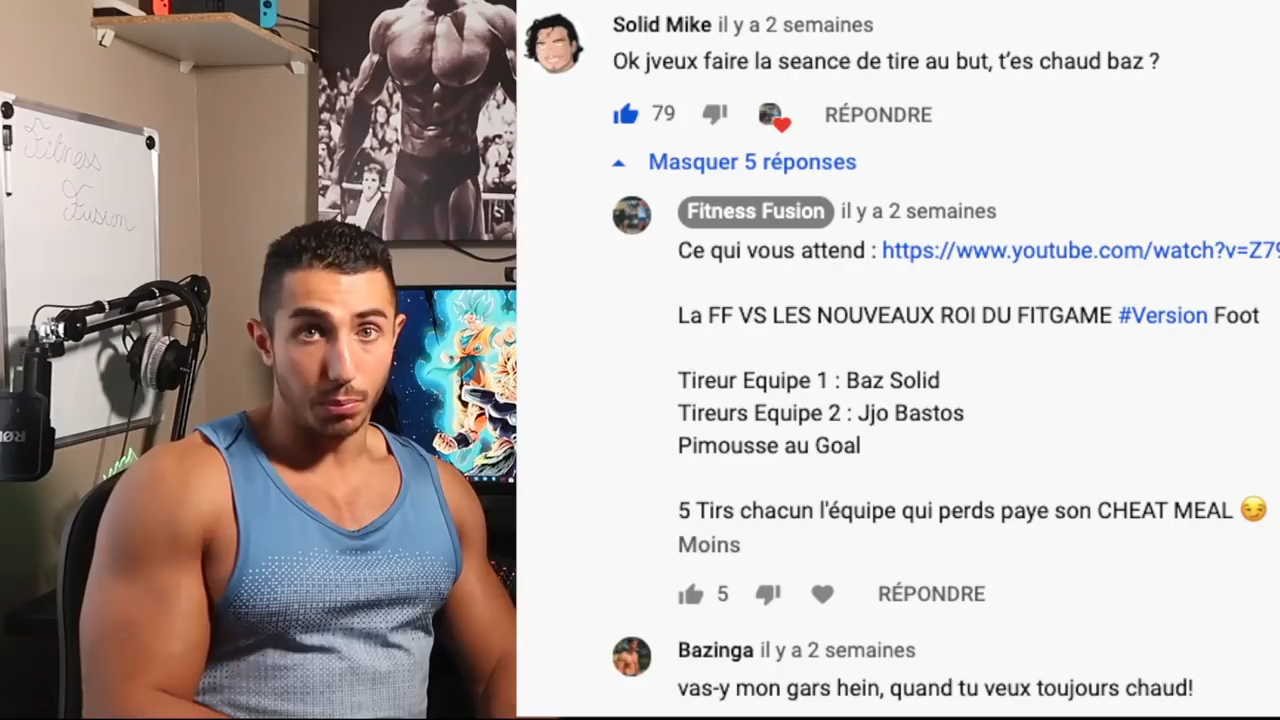 Fitness
Fusion
RØDE
Solid Mike il y a 2 semaines
Ok jveux faire la seance de tire au but, t'es chaud baz ?
79 RÉPONDRE
Masquer 5 réponses
Fitness Fusion il y a 2 semaines
Ce qui vous attend : https://www.youtube.com/watch?v=Z79
La FF VS LES NOUVEAUX ROI DU FITGAME #Version Foot
Tireur Equipe 1 : Baz Solid
Tireurs Equipe 2 : Jjo Bastos
Pimousse au Goal
5 Tirs chacun l'équipe qui perds paye son CHEAT MEAL 😏
Moins
5 RÉPONDRE
Bazinga il y a 2 semaines
vas-y mon gars hein, quand tu veux toujours chaud!